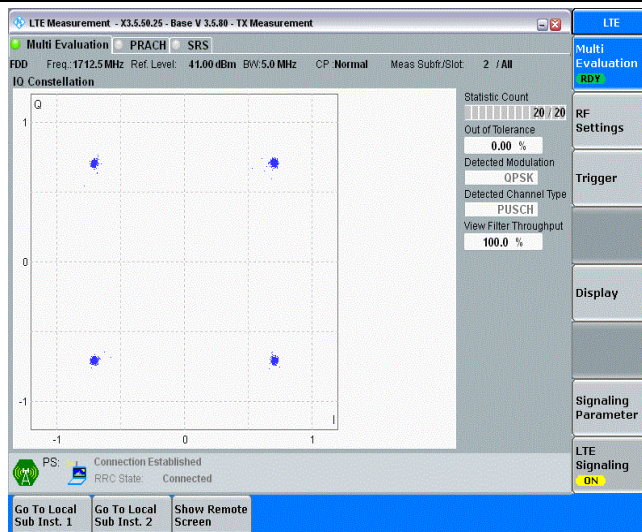 LTE Measurement - X3.5.50.25 - Base V 3.5.80 - TX Measurement
LTE
Multi Evaluation PRACH SRS
FDD Freq.:1712.5 MHz Ref. Level: 41.00 dBm BW:5.0 MHz CP :Normal Meas Subfr./Slot: 2 / All
IQ Constellation
Q
1
0
-1
-1 0 1
I
Statistic Count
20 / 20
Out of Tolerance
0.00 %
Detected Modulation
QPSK
Detected Channel Type
PUSCH
View Filter Throughput
100.0 %
Multi
Evaluation
RDY
RF
Settings
Trigger
Display
Signaling
Parameter
LTE
Signaling
ON
PS: Connection Established
RRC State: Connected
Go To Local
Sub Inst. 1
Go To Local
Sub Inst. 2
Show Remote
Screen